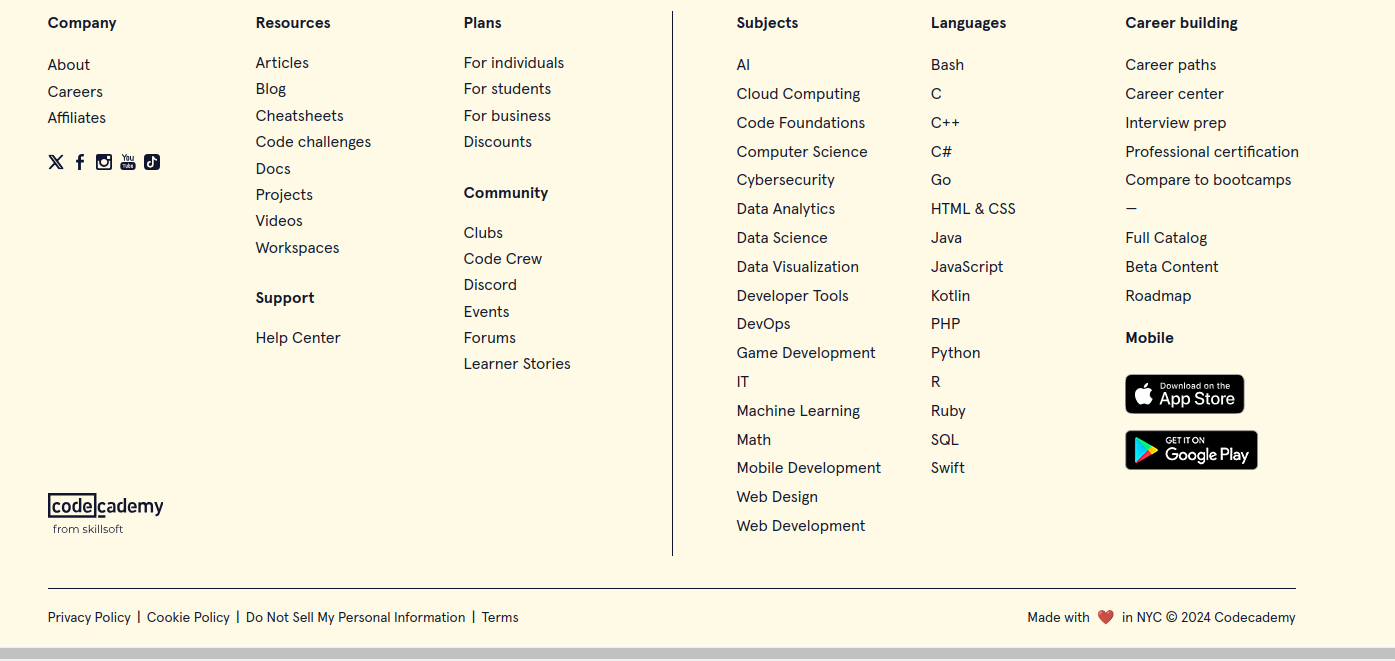 Company
About
Careers
Affiliates
Resources
Articles
Blog
Cheatsheets
Code challenges
Docs
Projects
Videos
Workspaces
Support
Help Center
Plans
For individuals
For students
For business
Discounts
Community
Clubs
Code Crew
Discord
Events
Forums
Learner Stories
codecademy
from skillsoft
Subjects
AI
Cloud Computing
Code Foundations
Computer Science
Cybersecurity
Data Analytics
Data Science
Data Visualization
Developer Tools
DevOps
Game Development
IT
Machine Learning
Math
Mobile Development
Web Design
Web Development
Languages
Bash
C
C++
C#
Go
HTML & CSS
Java
JavaScript
Kotlin
PHP
Python
R
Ruby
SQL
Swift
Career building
Career paths
Career center
Interview prep
Professional certification
Compare to bootcamps
—
Full Catalog
Beta Content
Roadmap
Mobile
Download on the
App Store
GET IT ON
Google Play
Privacy Policy | Cookie Policy | Do Not Sell My Personal Information | Terms
Made with ❤️ in NYC © 2024 Codecademy